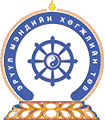 ЭРҮҮЛ МЭНДИЙН ХӨГЖЛИЙН ТӨВ